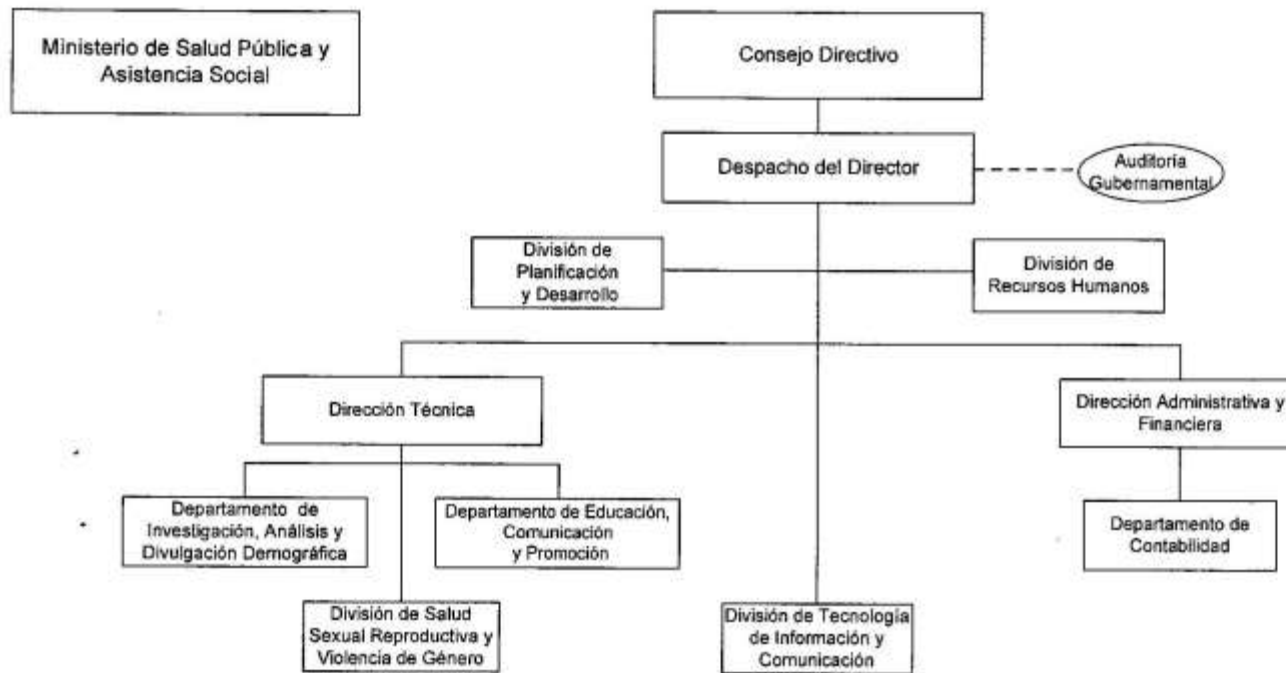 Ministerio de Salud Pública y
Asistencia Social
Consejo Directivo
Despacho del Director
Auditoría
Gubernamental
División de
Planificación
y Desarrollo
División de
Recursos Humanos
Dirección Técnica
Dirección Administrativa y
Financiera
Departamento de
Investigación, Análisis y
Divulgación Demográfica
Departamento de Educación,
Comunicación
y Promoción
Departamento de
Contabilidad
División de Salud
Sexual Reproductiva y
Violencia de Género
División de Tecnología
de Información y
Comunicación